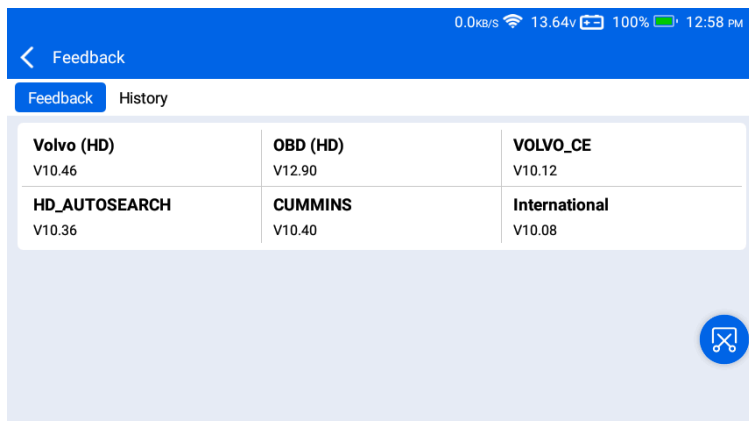 0.0KB/S 13.64V 100% 12:58 PM
Feedback
Feedback History
Volvo (HD) OBD (HD) VOLVO_CE
V10.46 V12.90 V10.12
HD_AUTOSEARCH CUMMINS International
V10.36 V10.40 V10.08